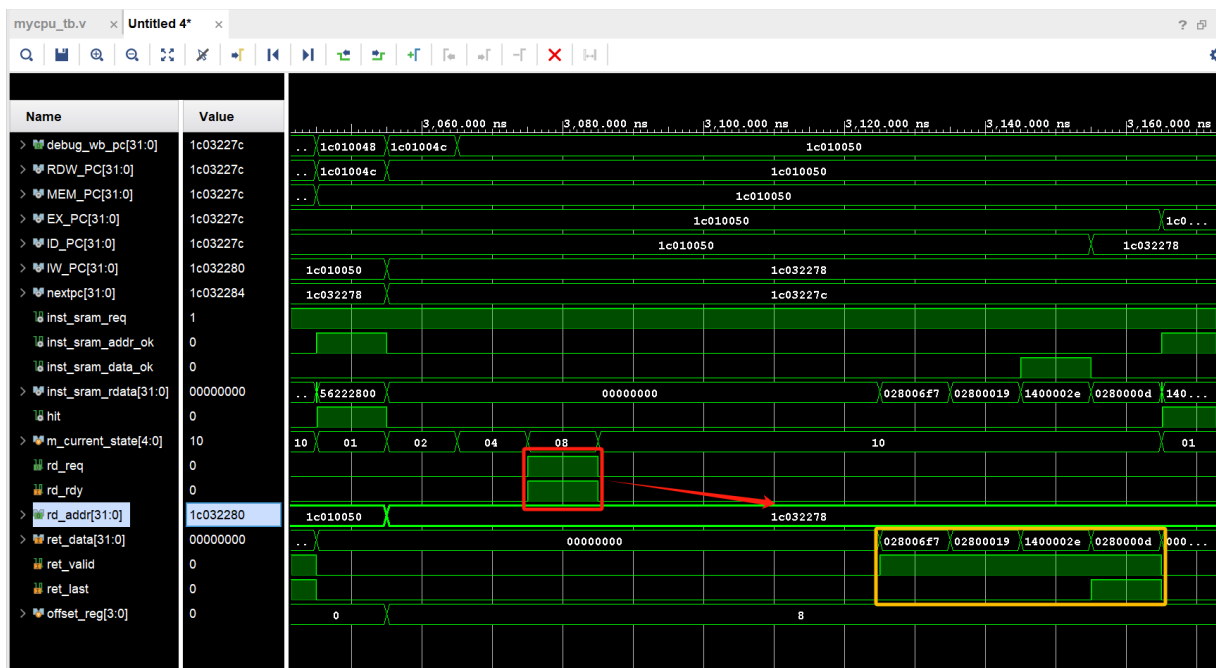 mycpu_tb.v × Untitled 4* ×
Name Value
3,060.000 ns 3,080.000 ns 3,100.000 ns 3,120.000 ns 3,140.000 ns 3,160.000 ns
debug_wb_pc[31:0] 1c03227c .. 1c010048 1c01004c 1c010050
RDW_PC[31:0] 1c03227c .. 1c01004c 1c010050
MEM_PC[31:0] 1c03227c .. 1c010050
EX_PC[31:0] 1c03227c 1c010050 1c0...
ID_PC[31:0] 1c03227c 1c010050 1c032278
IW_PC[31:0] 1c032280 1c010050 1c032278
nextpc[31:0] 1c032284 1c032278 1c03227c
inst_sram_req 1
inst_sram_addr_ok 0
inst_sram_data_ok 0
inst_sram_rdata[31:0] 00000000 .. 56222800 00000000 028006f7 02800019 1400002e 0280000d 140...
hit 0
m_current_state[4:0] 10 10 01 02 04 08 10 01
rd_req 0
rd_rdy 0
rd_addr[31:0] 1c032280 1c010050 1c032278
ret_data[31:0] 00000000 .. 00000000 028006f7 02800019 1400002e 0280000d 000...
ret_valid 0
ret_last 0
offset_reg[3:0] 0 0 8